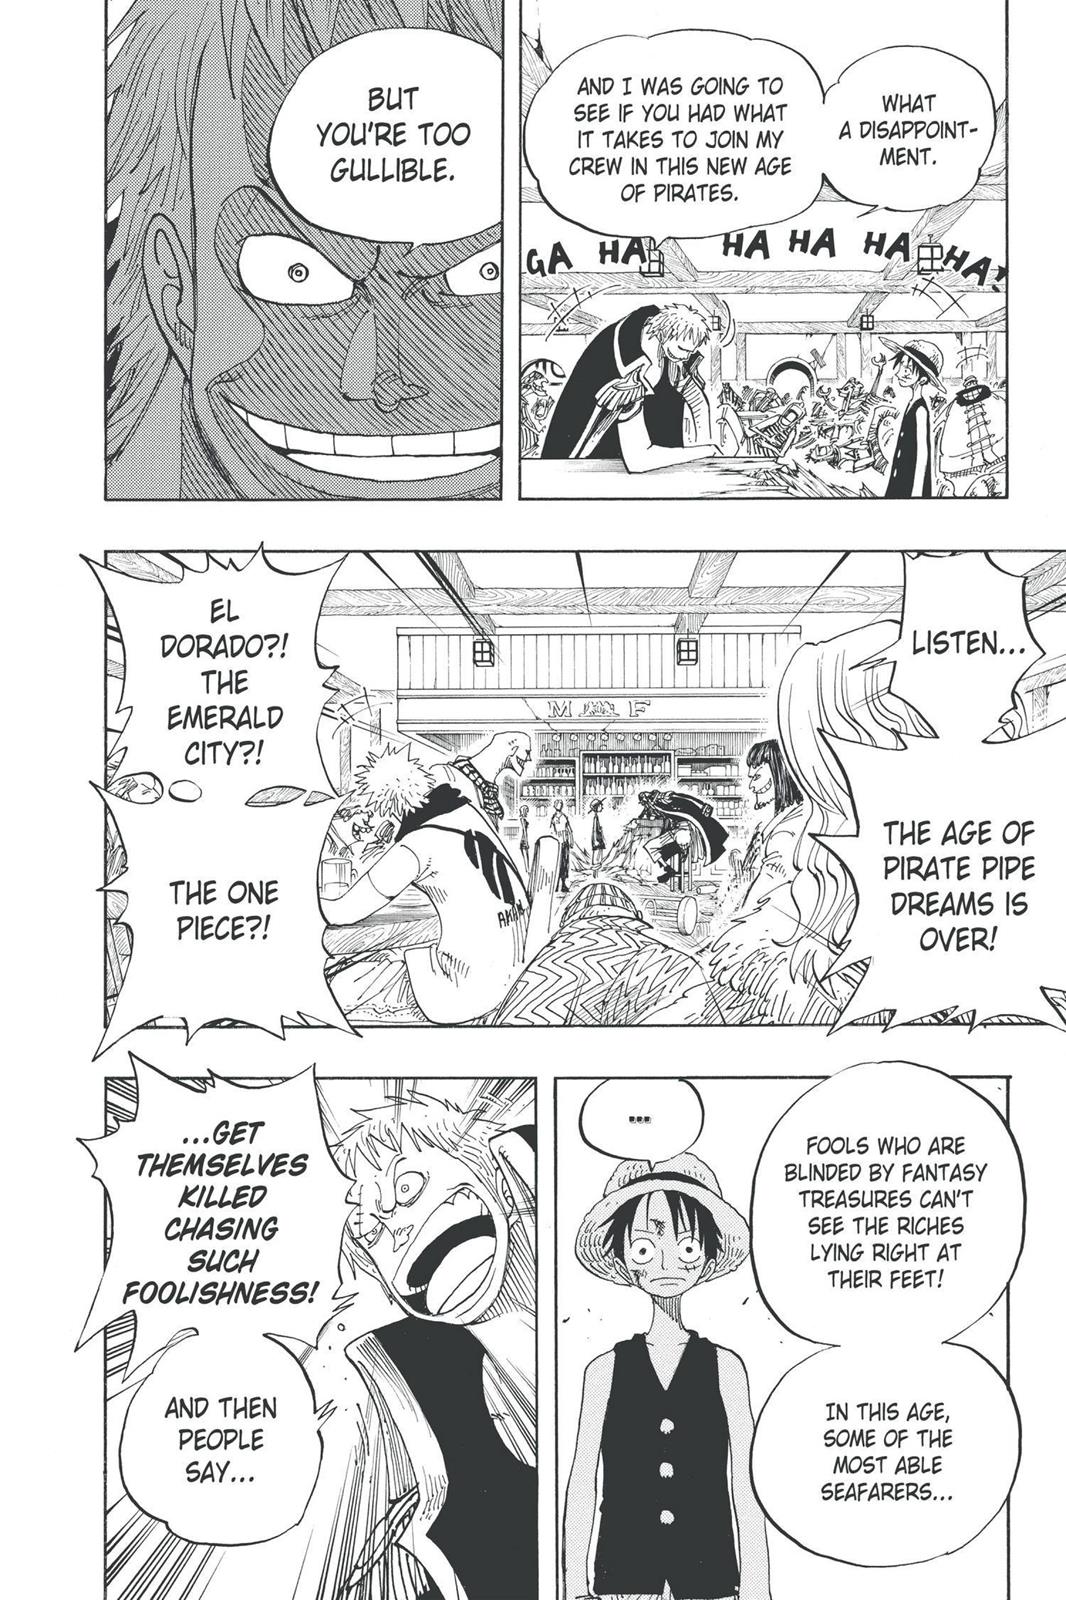 WHAT
A DISAPPOINT-
MENT.
AND I WAS GOING TO
SEE IF YOU HAD WHAT
IT TAKES TO JOIN MY
CREW IN THIS NEW AGE
OF PIRATES.
GA HA HA HA HA HA!
BUT
YOU'RE TOO
GULLIBLE.
LISTEN...
THE AGE OF
PIRATE PIPE
DREAMS IS
OVER!
M F
EL
DORADO?!
THE
EMERALD
CITY?!
THE ONE
PIECE?!
FOOLS WHO ARE
BLINDED BY FANTASY
TREASURES CAN'T
SEE THE RICHES
LYING RIGHT AT
THEIR FEET!
...
IN THIS AGE,
SOME OF THE
MOST ABLE
SEAFARERS...
...GET
THEMSELVES
KILLED
CHASING
SUCH
FOOLISHNESS!
AND THEN
PEOPLE
SAY...